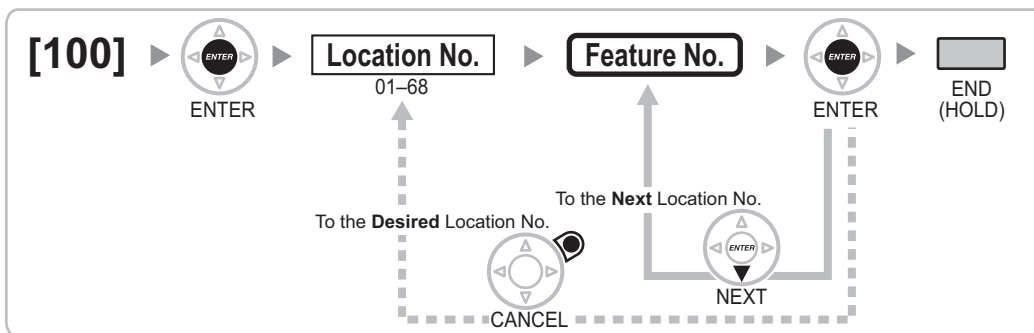 [100]
ENTER
ENTER
Location No.
01–68
Feature No.
ENTER
ENTER
END
(HOLD)
To the Desired Location No.
CANCEL
To the Next Location No.
ENTER
NEXT